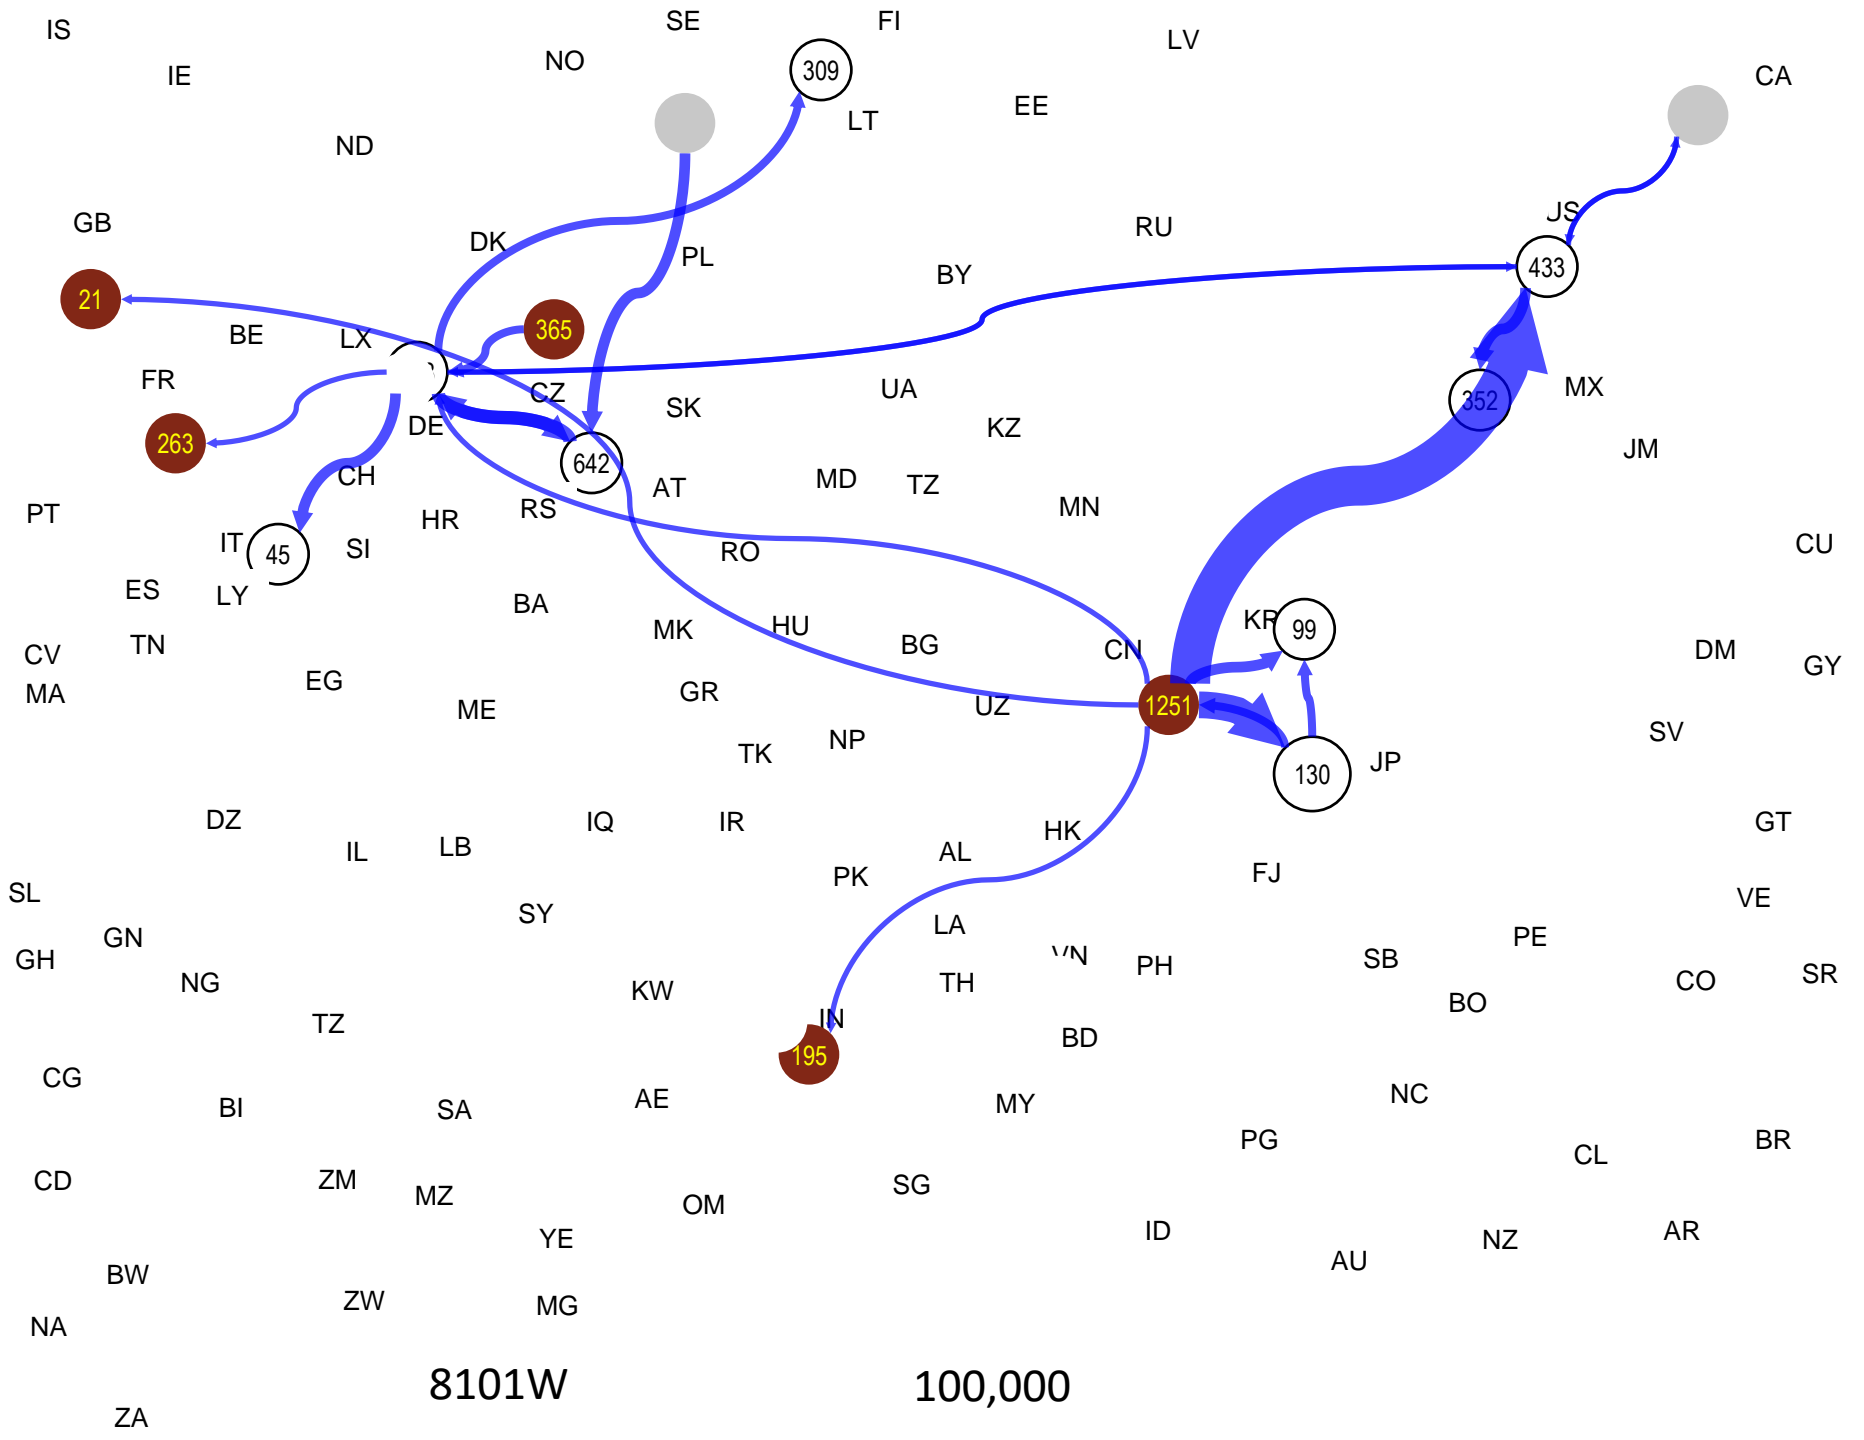 IS
SE
FI
LV
NO
IE
309
CA
EE
LT
ND
GB
JS
RU
DK
PL
BY
433
21
365
BE
LX
FR
CZ
UA
MX
SK
352
DE
KZ
263
642
JM
CH
MD
TZ
AT
MN
PT
RS
HR
IT
45
SI
RO
CU
ES
LY
BA
KR
99
MK
HU
TN
BG
CN
DM
CV
GY
EG
MA
GR
ME
UZ
1251
SV
NP
TK
JP
130
DZ
IQ
IR
GT
HK
IL
LB
AL
PK
FJ
SL
VE
SY
LA
GN
PE
GH
SB
PH
NG
KW
TH
CO
SR
BO
IN
TZ
BD
195
CG
NC
AE
MY
BI
SA
PG
BR
CL
CD
ZM
MZ
SG
OM
ID
AR
YE
NZ
AU
BW
ZW
MG
NA
8101W
100,000
ZA